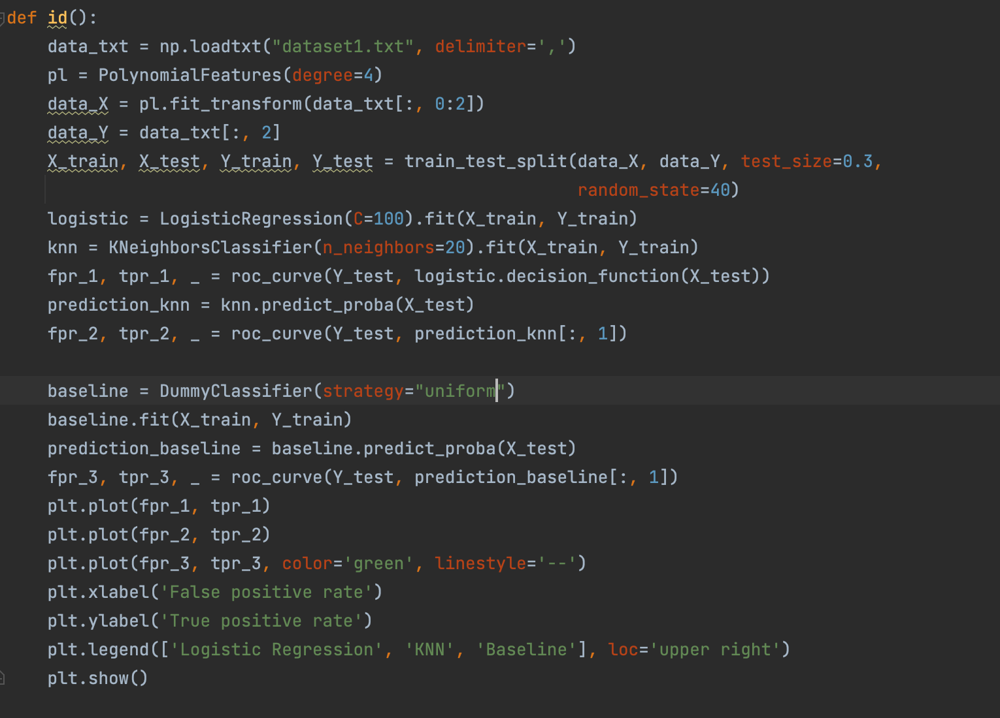 def id():
    data_txt = np.loadtxt("dataset1.txt", delimiter=',')
    pl = PolynomialFeatures(degree=4)
    data_X = pl.fit_transform(data_txt[:, 0:2])
    data_Y = data_txt[:, 2]
    X_train, X_test, Y_train, Y_test = train_test_split(data_X, data_Y, test_size=0.3,
                                                        random_state=40)
    logistic = LogisticRegression(C=100).fit(X_train, Y_train)
    knn = KNeighborsClassifier(n_neighbors=20).fit(X_train, Y_train)
    fpr_1, tpr_1, _ = roc_curve(Y_test, logistic.decision_function(X_test))
    prediction_knn = knn.predict_proba(X_test)
    fpr_2, tpr_2, _ = roc_curve(Y_test, prediction_knn[:, 1])

    baseline = DummyClassifier(strategy="uniform")
    baseline.fit(X_train, Y_train)
    prediction_baseline = baseline.predict_proba(X_test)
    fpr_3, tpr_3, _ = roc_curve(Y_test, prediction_baseline[:, 1])
    plt.plot(fpr_1, tpr_1)
    plt.plot(fpr_2, tpr_2)
    plt.plot(fpr_3, tpr_3, color='green', linestyle='--')
    plt.xlabel('False positive rate')
    plt.ylabel('True positive rate')
    plt.legend(['Logistic Regression', 'KNN', 'Baseline'], loc='upper right')
    plt.show()